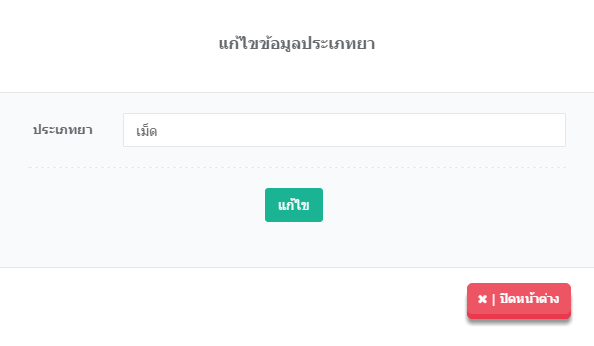 แก้ไขข้อมูลประเภทยา
ประเภทยา
เม็ด
แก้ไข
✖ | ปิดหน้าต่าง